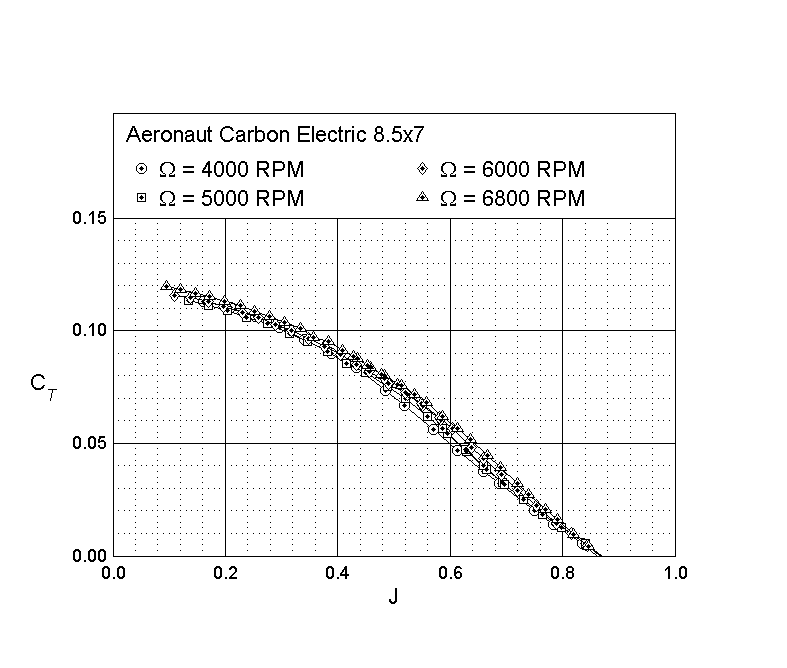 Aeronaut Carbon Electric 8.5x7
Ω = 4000 RPM
Ω = 6000 RPM
Ω = 5000 RPM
Ω = 6800 RPM
0.15
0.10
C_T
0.05
0.00
0.0 0.2 0.4 0.6 0.8 1.0
J